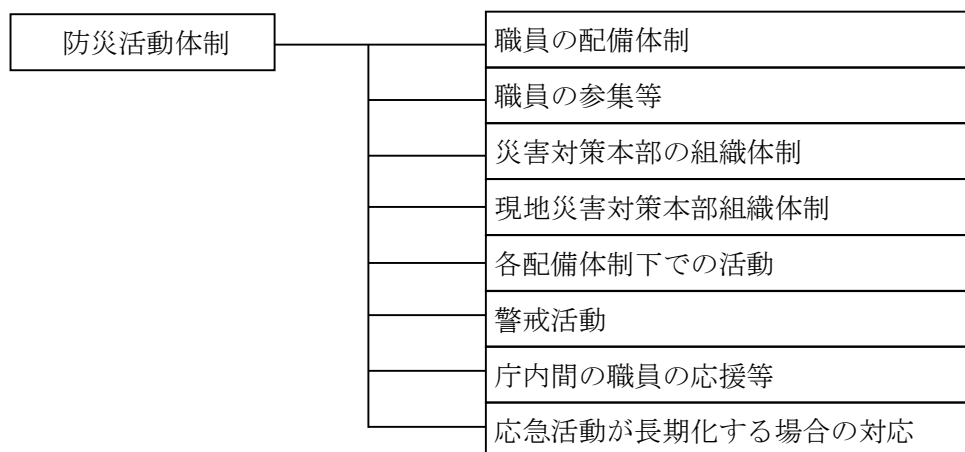 防災活動体制
職員の配備体制
職員の参集等
災害対策本部の組織体制
現地災害対策本部組織体制
各配備体制下での活動
警戒活動
庁内間の職員の応援等
応急活動が長期化する場合の対応